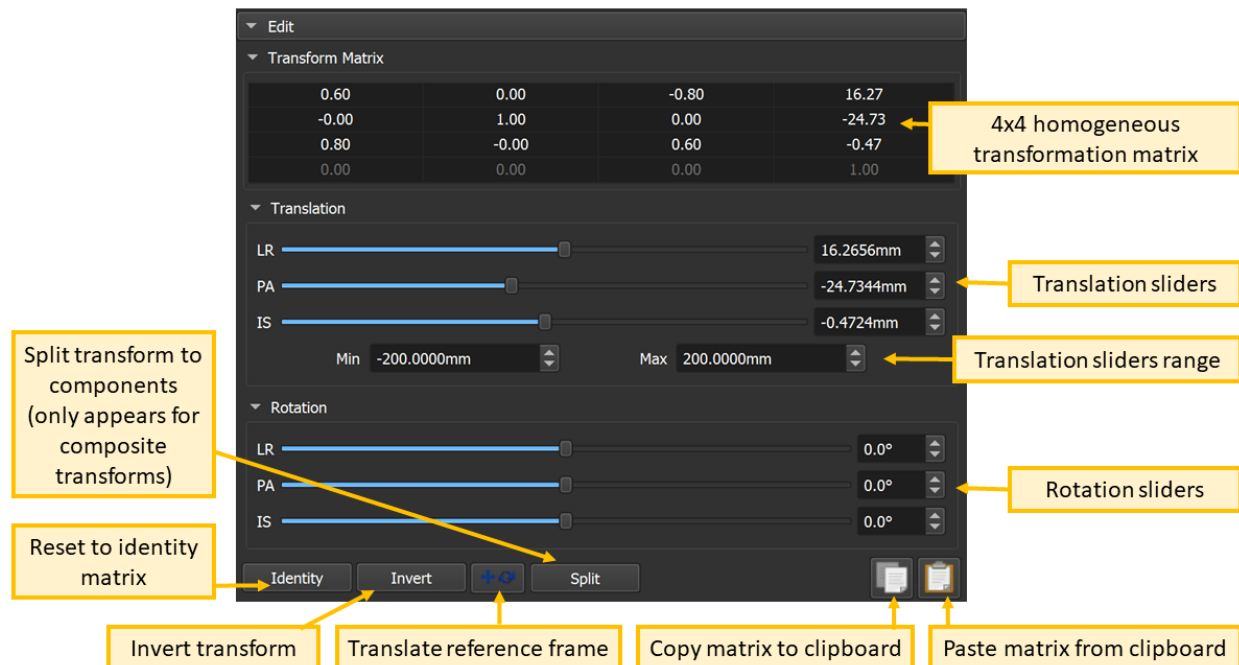 Edit
Transform Matrix
0.60 0.00 -0.80 16.27
-0.00 1.00 0.00 -24.73
0.80 -0.00 0.60 -0.47
0.00 0.00 0.00 1.00
4x4 homogeneous
transformation matrix
Translation
LR 16.2656mm
PA -24.7344mm
IS -0.4724mm
Translation sliders
Min -200.0000mm Max 200.0000mm
Translation sliders range
Split transform to
components
(only appears for
composite
transforms)
Rotation
LR 0.0°
PA 0.0°
IS 0.0°
Rotation sliders
Reset to identity
matrix
Identity Invert Split
Invert transform
Translate reference frame
Copy matrix to clipboard
Paste matrix from clipboard